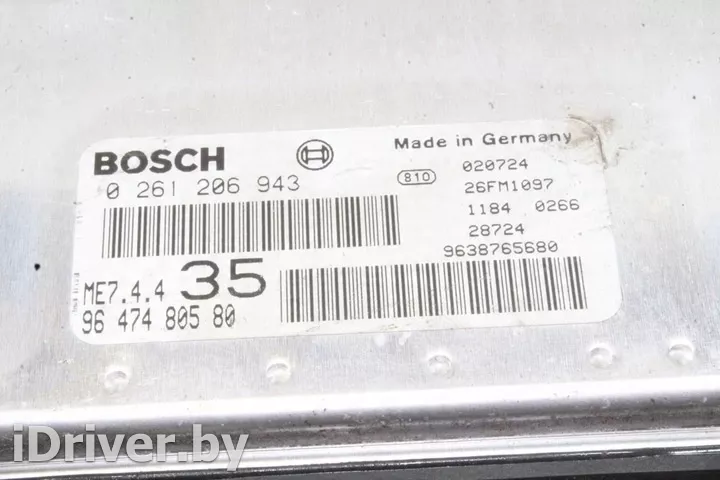 BOSCH
Made in Germany
0 261 206 943
810
020724
26FM1097
1184 0266
28724
9638765680
ME7.4.4 35
96 474 805 80
iDriver.by